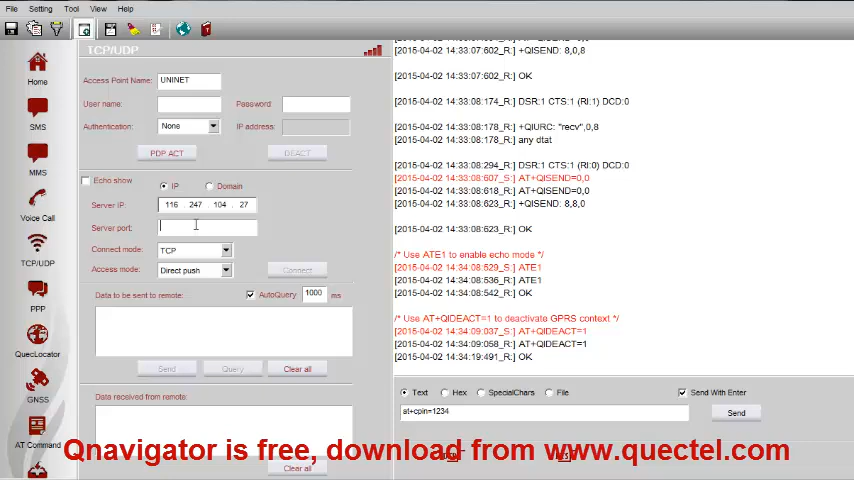 File Setting Tool View Help
TCP/UDP
Home
SMS
MMS
Voice Call
TCP/UDP
PPP
QuecLocator
GNSS
AT Command
Access Point Name: UNINET
User name: Password:
Authentication: None IP address:
PDP ACT DEACT
Echo show
IP Domain
Server IP: 116 . 247 . 104 . 27
Server port:
Connect mode: TCP
Access mode: Direct push Connect
Data to be sent to remote: AutoQuery 1000 ms
Send Query Clear all
Data received from remote:
Clear all
[2015-04-02 14:33:07:602_R:] +QISEND: 8,0,8
[2015-04-02 14:33:07:602_R:] OK
[2015-04-02 14:33:08:174_R:] DSR:1 CTS:1 (RI:1) DCD:0
[2015-04-02 14:33:08:178_R:] +QIURC: "recv",0,8
[2015-04-02 14:33:08:178_R:] any dtat
[2015-04-02 14:33:08:294_R:] DSR:1 CTS:1 (RI:0) DCD:0
[2015-04-02 14:33:08:607_S:] AT+QISEND=0,0
[2015-04-02 14:33:08:618_R:] AT+QISEND=0,0
[2015-04-02 14:33:08:618_R:] +QISEND: 8,8,0
[2015-04-02 14:33:08:629_R:] OK
/* Use ATE1 to enable echo mode */
[2015-04-02 14:34:08:529_S:] ATE1
[2015-04-02 14:34:08:536_R:] ATE1
[2015-04-02 14:34:08:542_R:] OK
/* Use AT+QIDEACT=1 to deactivate GPRS context */
[2015-04-02 14:34:09:037_S:] AT+QIDEACT=1
[2015-04-02 14:34:09:058_R:] AT+QIDEACT=1
[2015-04-02 14:34:19:491_R:] OK
Text Hex SpecialChars File Send With Enter
at+cpin=1234 Send
Qnavigator is free, download from www.quectel.com